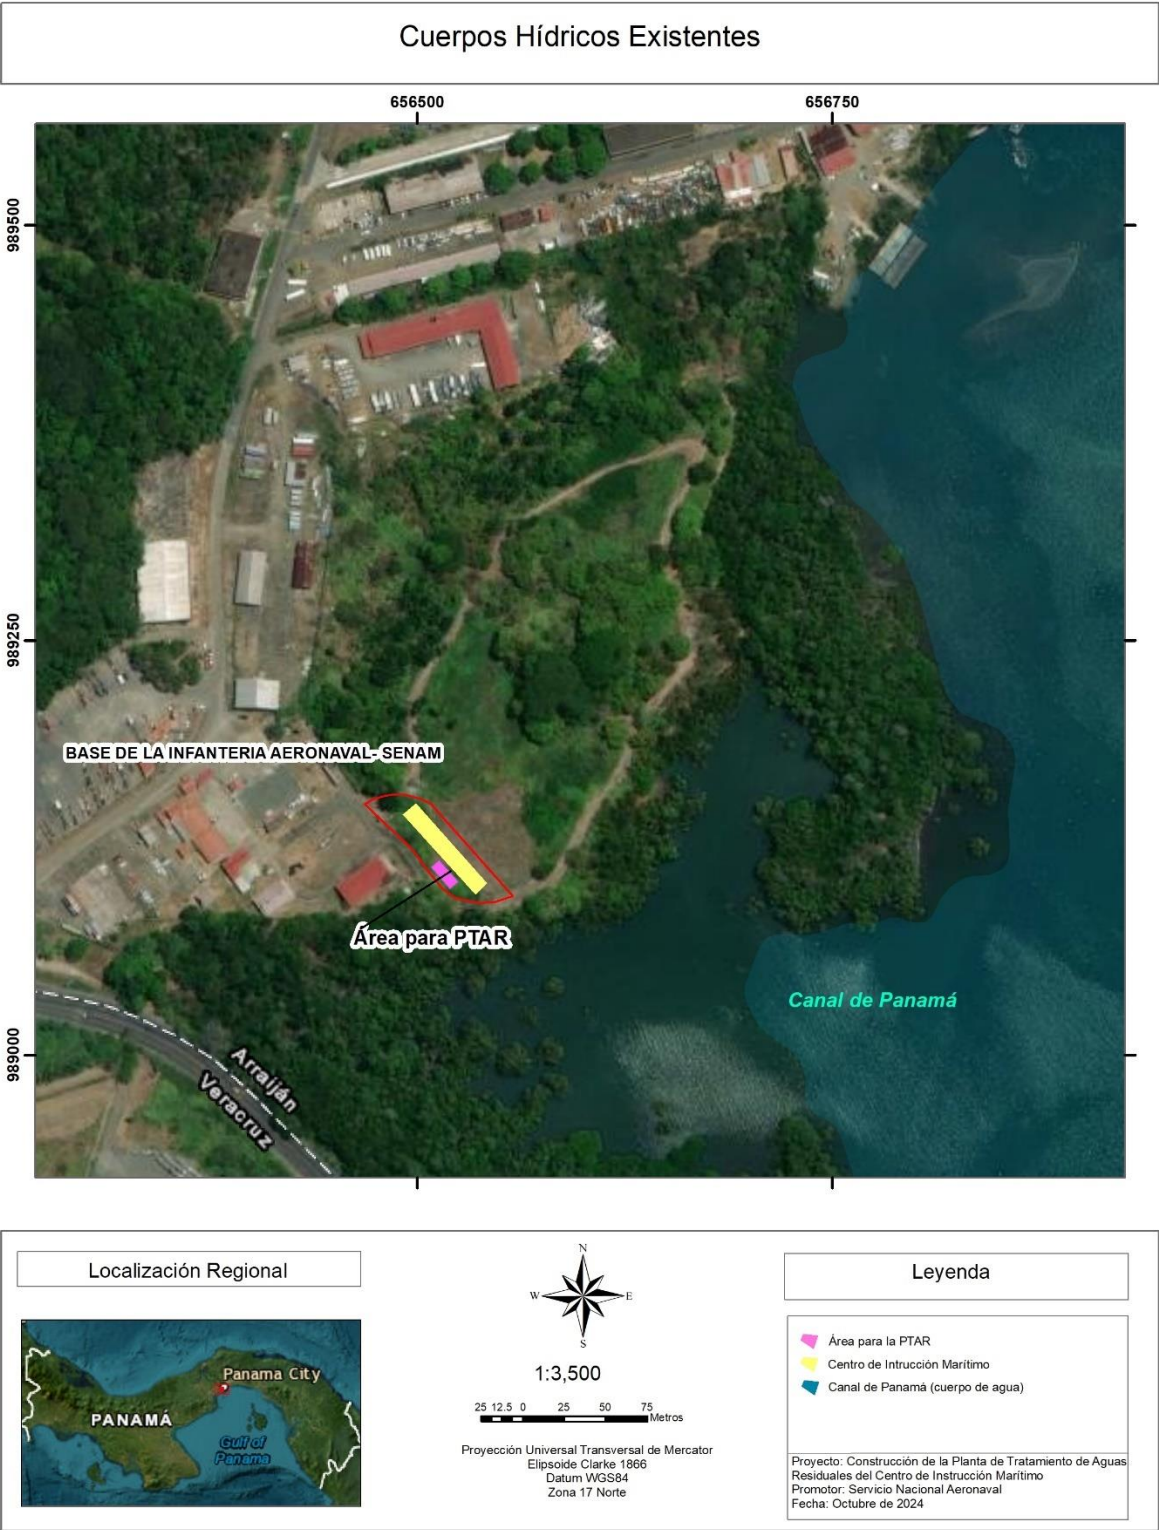 Cuerpos Hídricos Existentes
656500
656750
989500
989250
989000
BASE DE LA INFANTERIA AERONAVAL- SENAM
Área para PTAR
Canal de Panamá
Arraiján
Veracruz
Localización Regional
Panama City
PANAMÁ
Gulf of
Panama
N
W
E
S
1:3,500
25 12.5 0 25 50 75
Metros
Proyección Universal Transversal de Mercator
Elipsoide Clarke 1866
Datum WGS84
Zona 17 Norte
Leyenda
Área para la PTAR
Centro de Intrucción Marítimo
Canal de Panamá (cuerpo de agua)
Proyecto: Construcción de la Planta de Tratamiento de Aguas
Residuales del Centro de Instrucción Marítimo
Promotor: Servicio Nacional Aeronaval
Fecha: Octubre de 2024